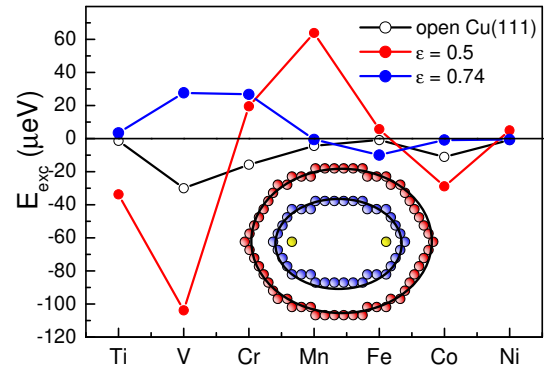 E_exc (μeV)
60
40
20
0
-20
-40
-60
-80
-100
-120
open Cu(111)
ε = 0.5
ε = 0.74
Ti V Cr Mn Fe Co Ni